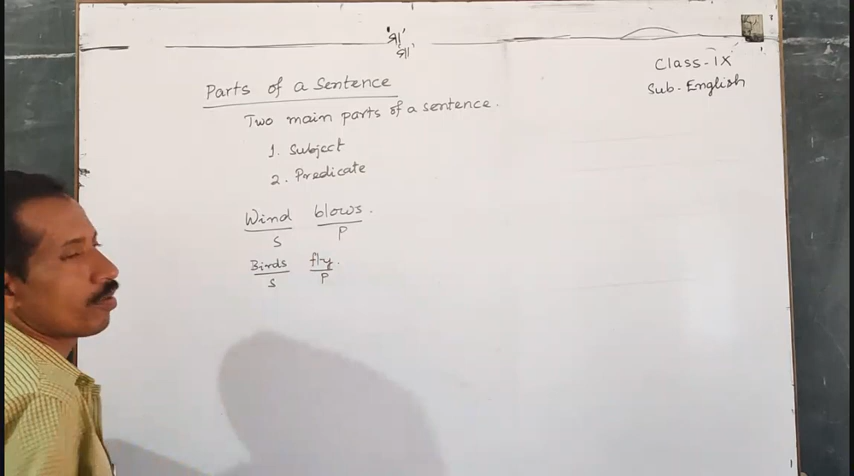 Class-IX
Sub-English
Parts of a Sentence
Two main parts of a sentence.
1. Subject
2. Predicate
Wind blows.
S P
Birds fly.
S P